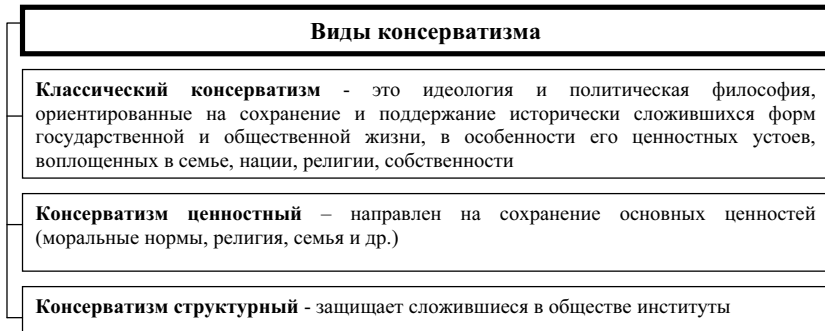 Виды консерватизма
Классический консерватизм - это идеология и политическая философия,
ориентированные на сохранение и поддержание исторически сложившихся форм
государственной и общественной жизни, в особенности его ценностных устоев,
воплощенных в семье, нации, религии, собственности
Консерватизм ценностный – направлен на сохранение основных ценностей
(моральные нормы, религия, семья и др.)
Консерватизм структурный - защищает сложившиеся в обществе институты